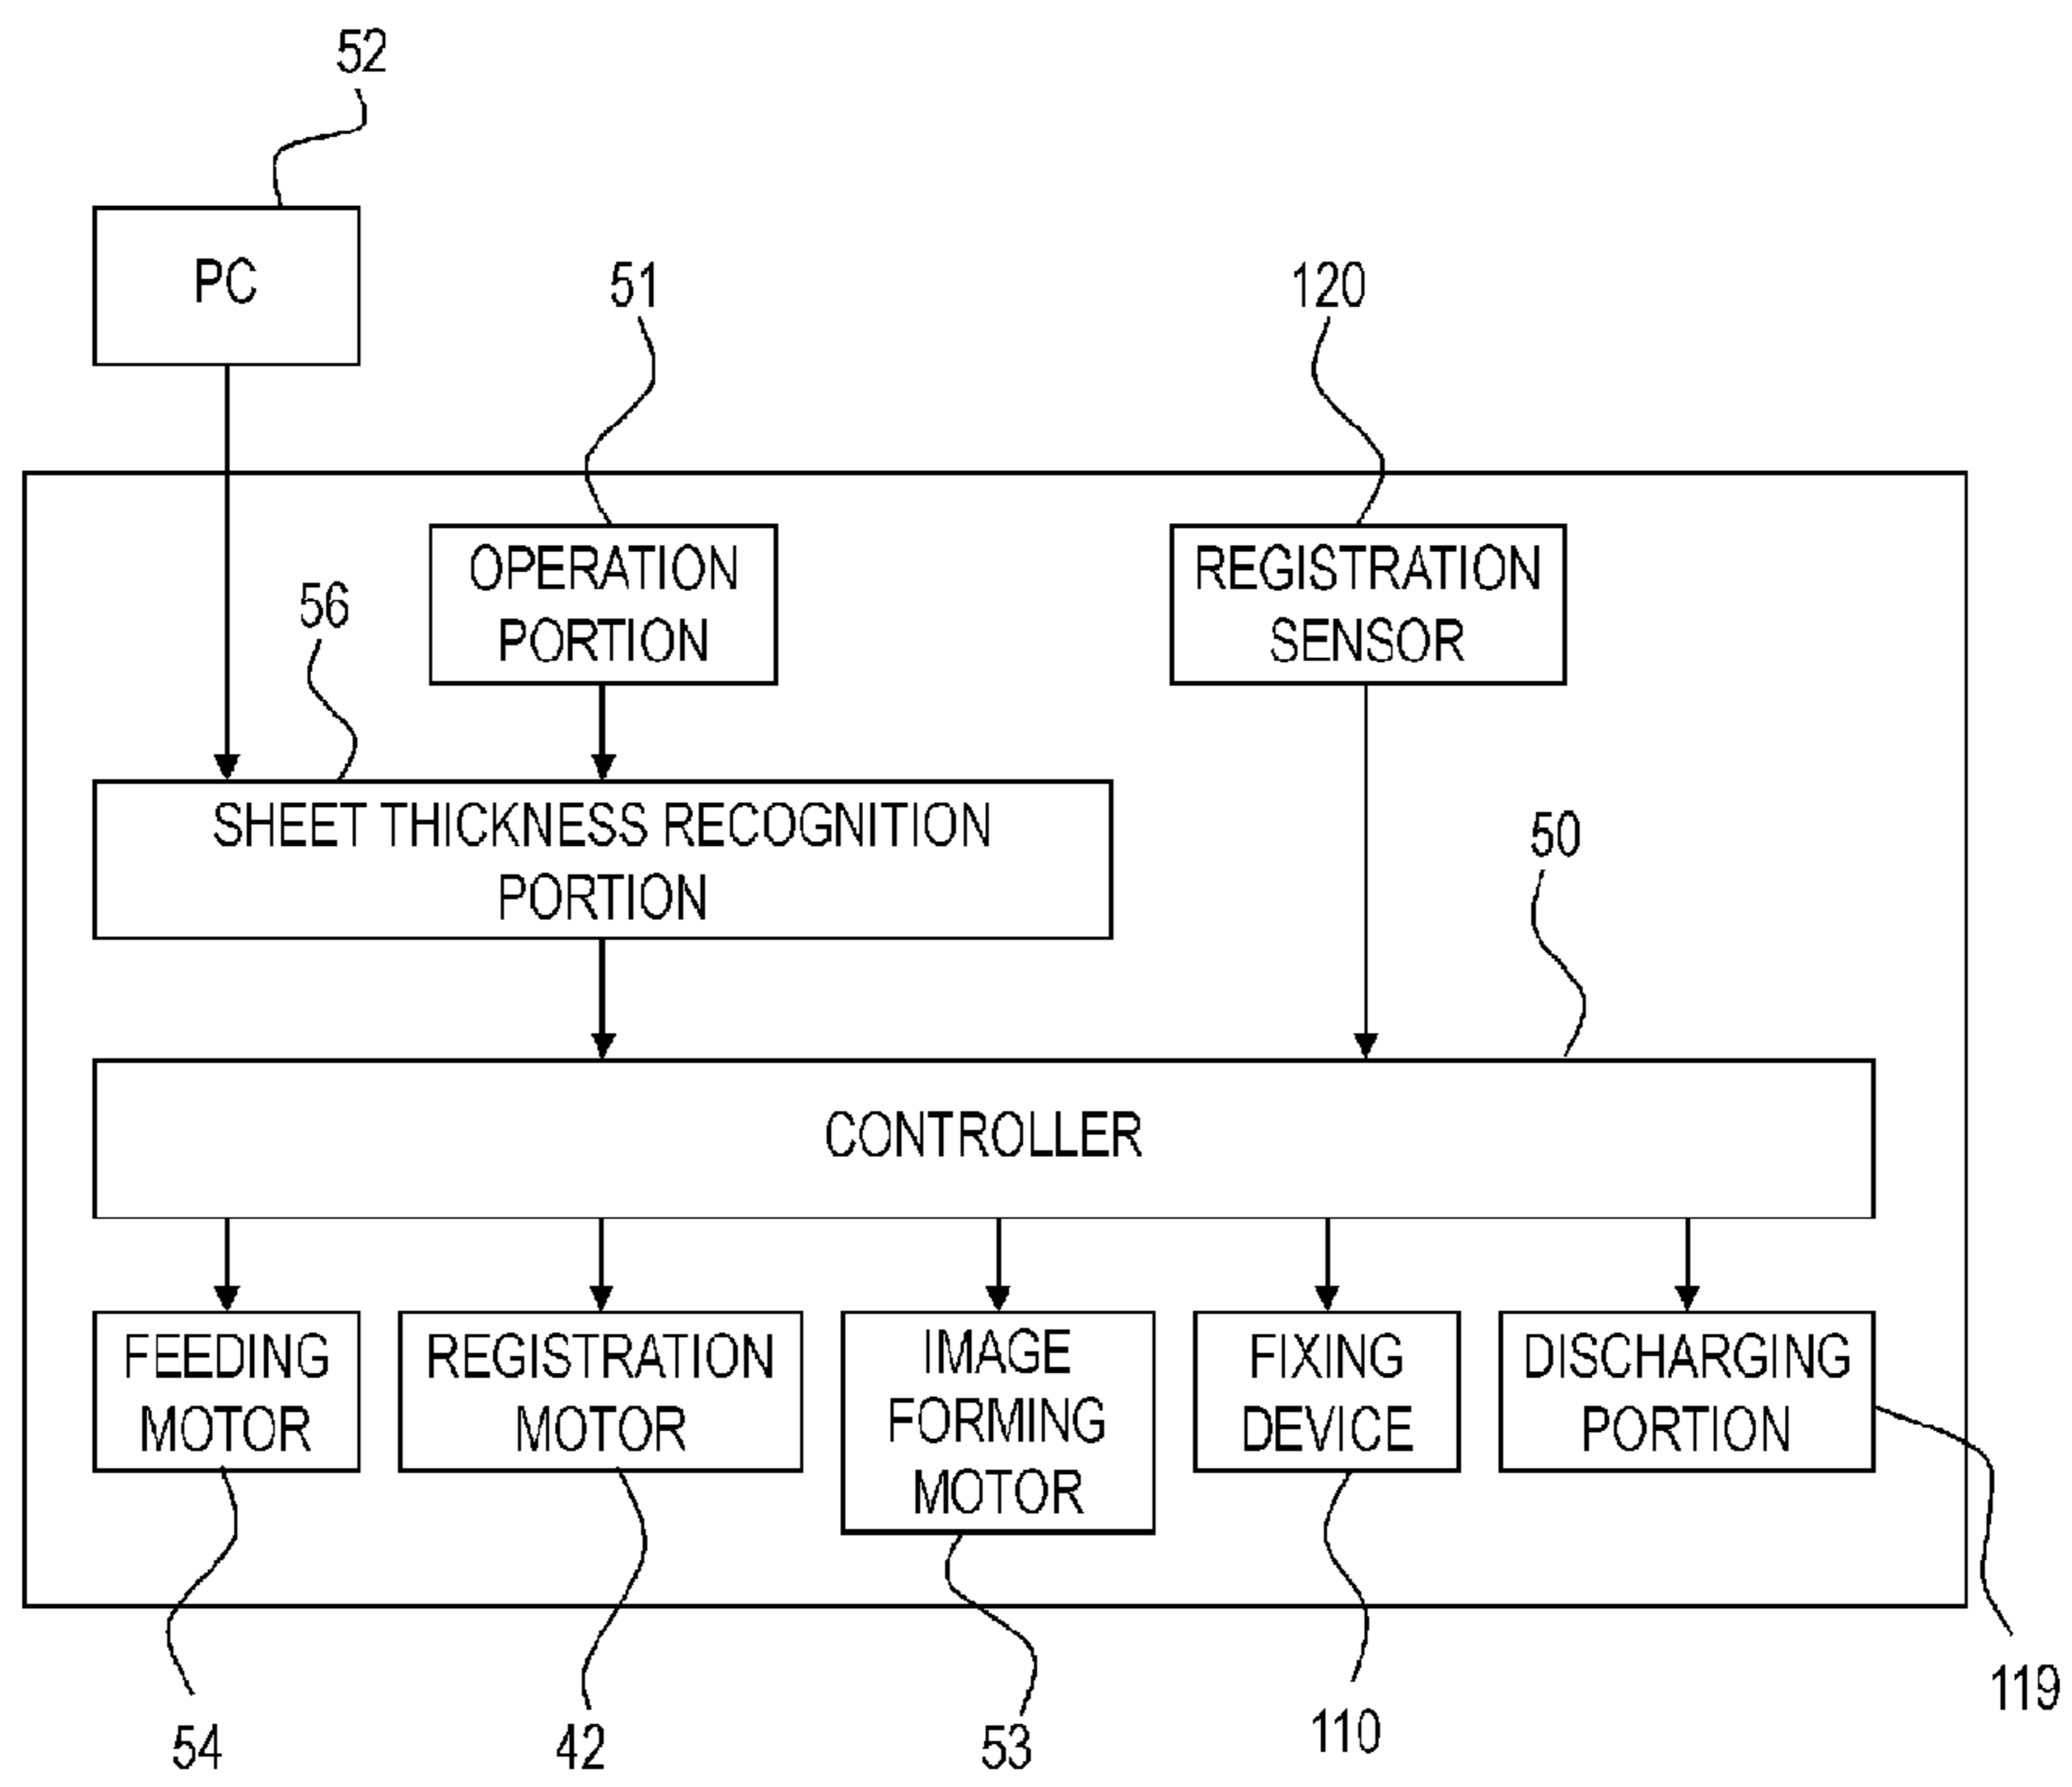 52
PC
51
120
OPERATION
PORTION
REGISTRATION
SENSOR
56
SHEET THICKNESS RECOGNITION
PORTION
50
CONTROLLER
FEEDING
MOTOR
REGISTRATION
MOTOR
IMAGE
FORMING
MOTOR
FIXING
DEVICE
DISCHARGING
PORTION
54
42
53
110
119